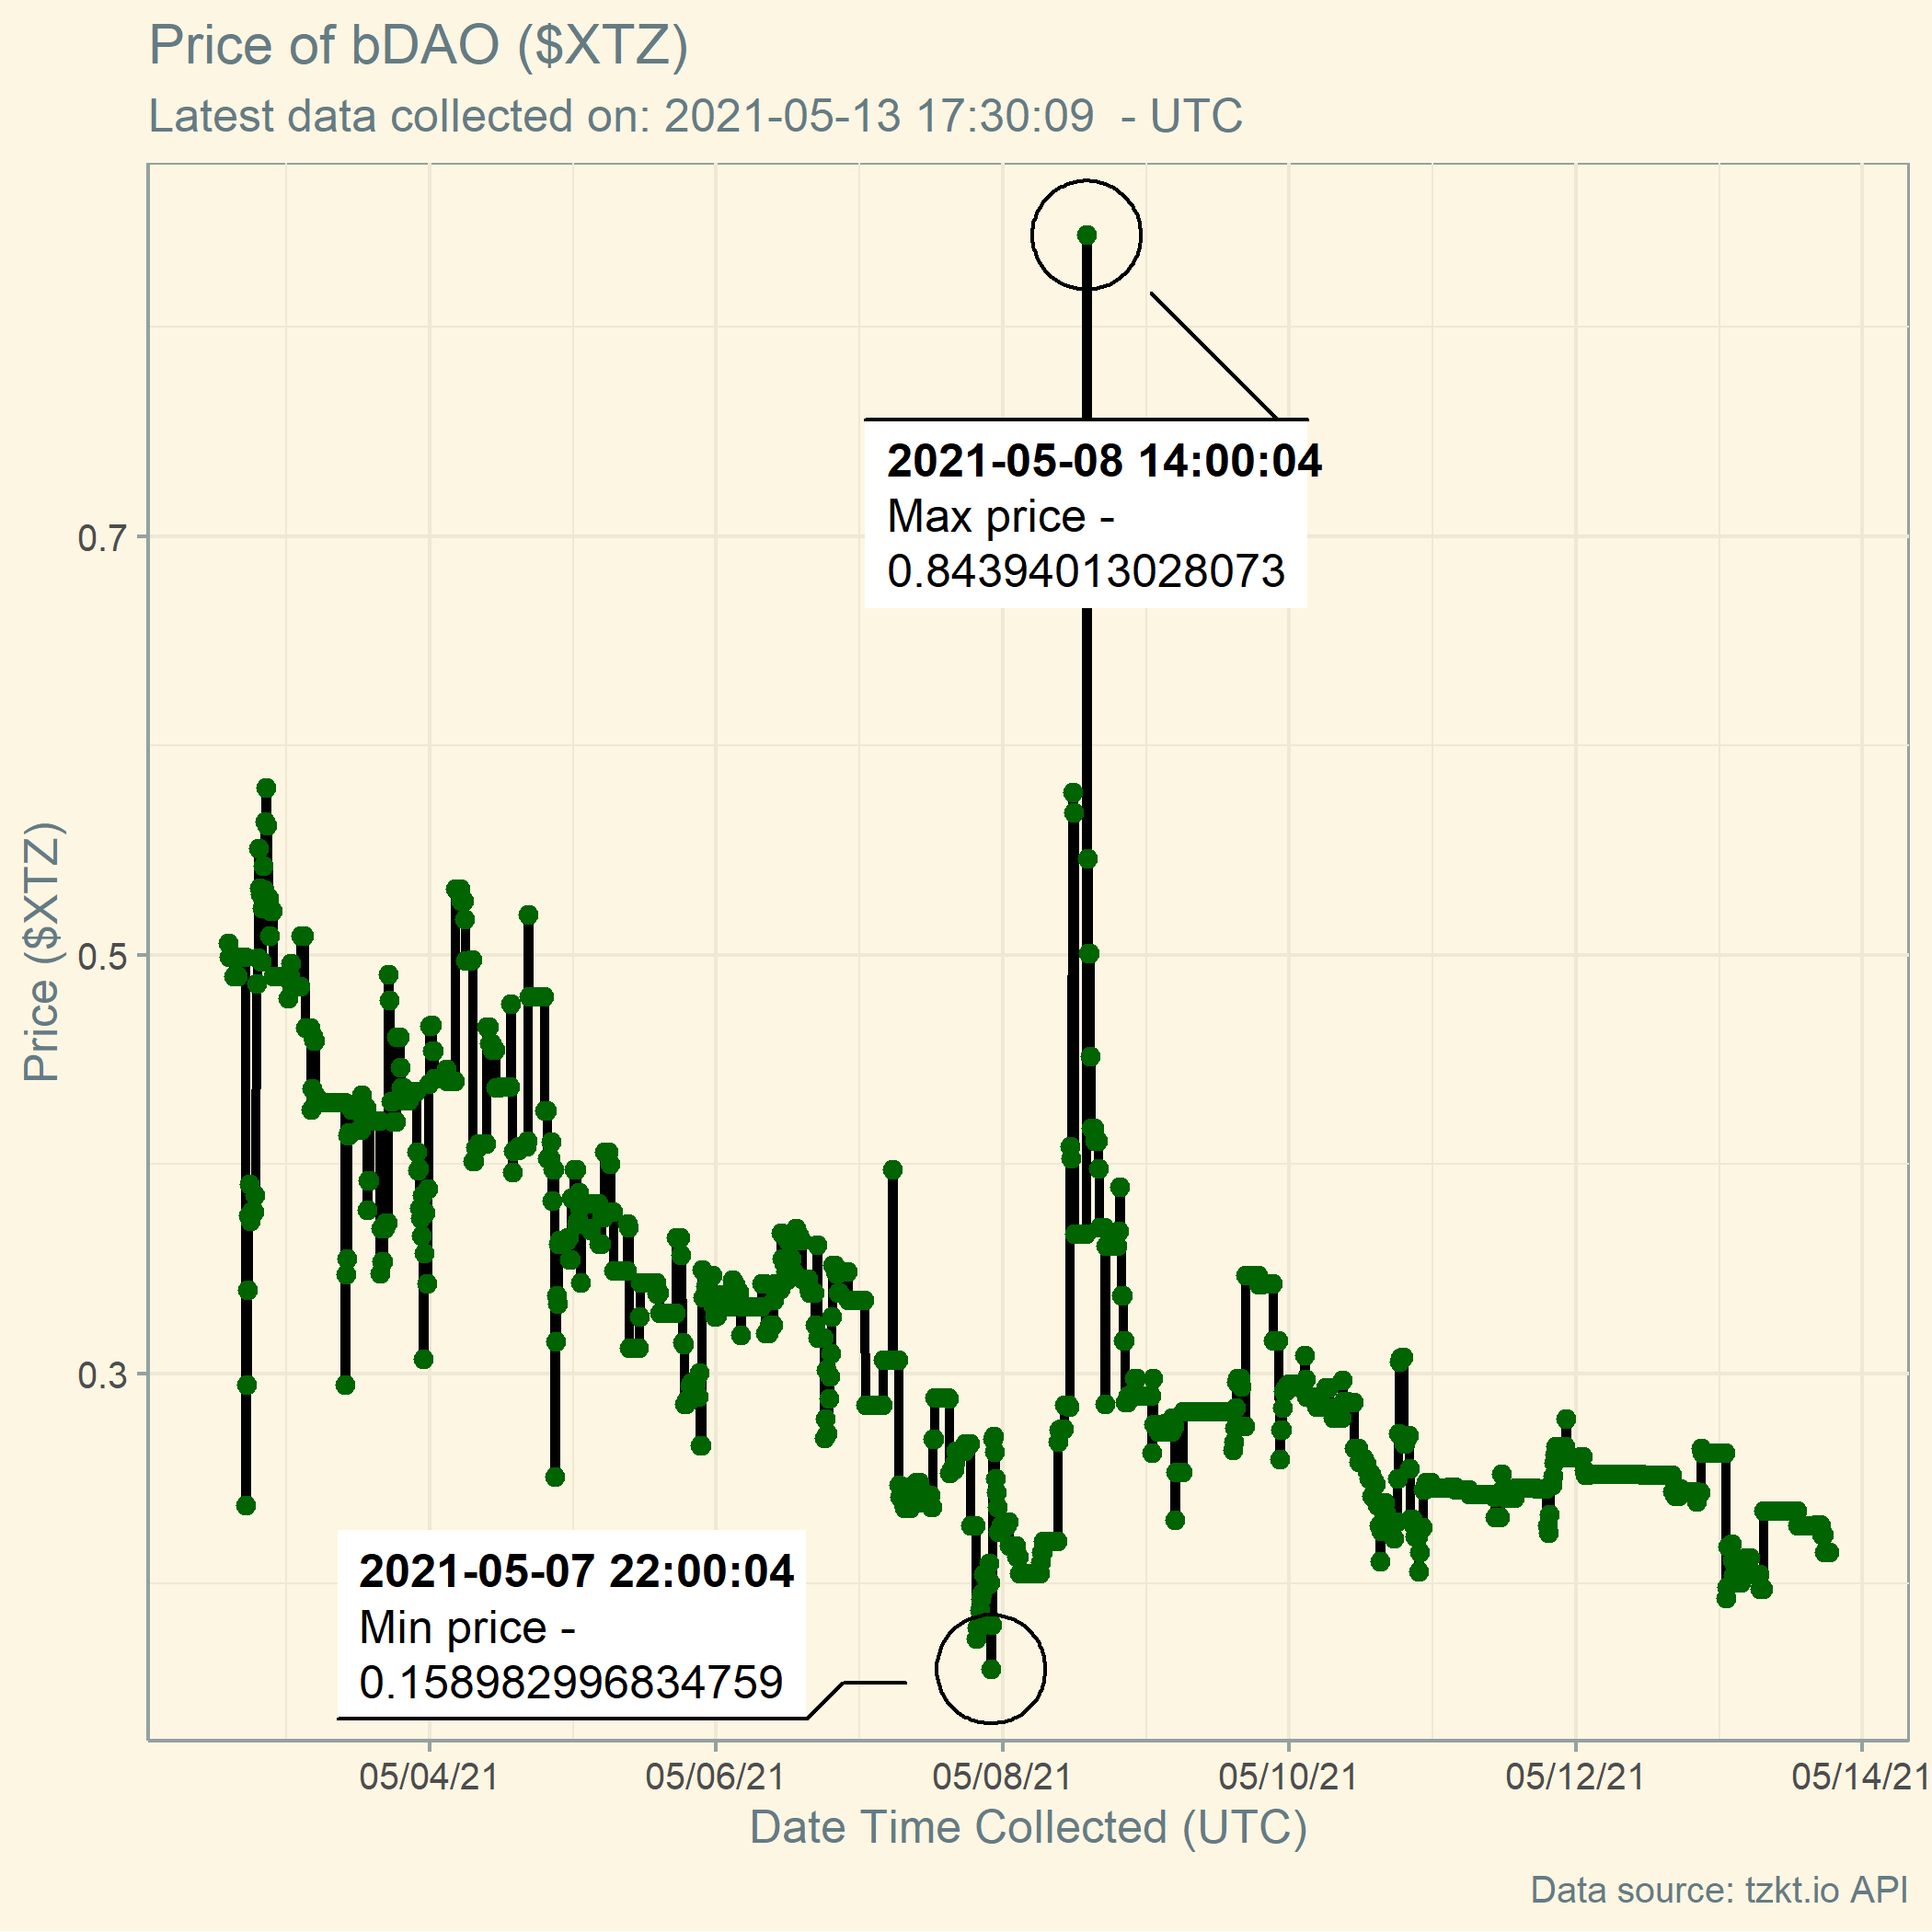 Price of bDAO ($XTZ)
Latest data collected on: 2021-05-13 17:30:09  - UTC
2021-05-08 14:00:04
Max price -
0.84394013028073
0.7
Price ($XTZ)
0.5
0.3
2021-05-07 22:00:04
Min price -
0.158982996834759
05/04/21
05/06/21
05/08/21
05/10/21
05/12/21
05/14/21
Date Time Collected (UTC)
Data source: tzkt.io API